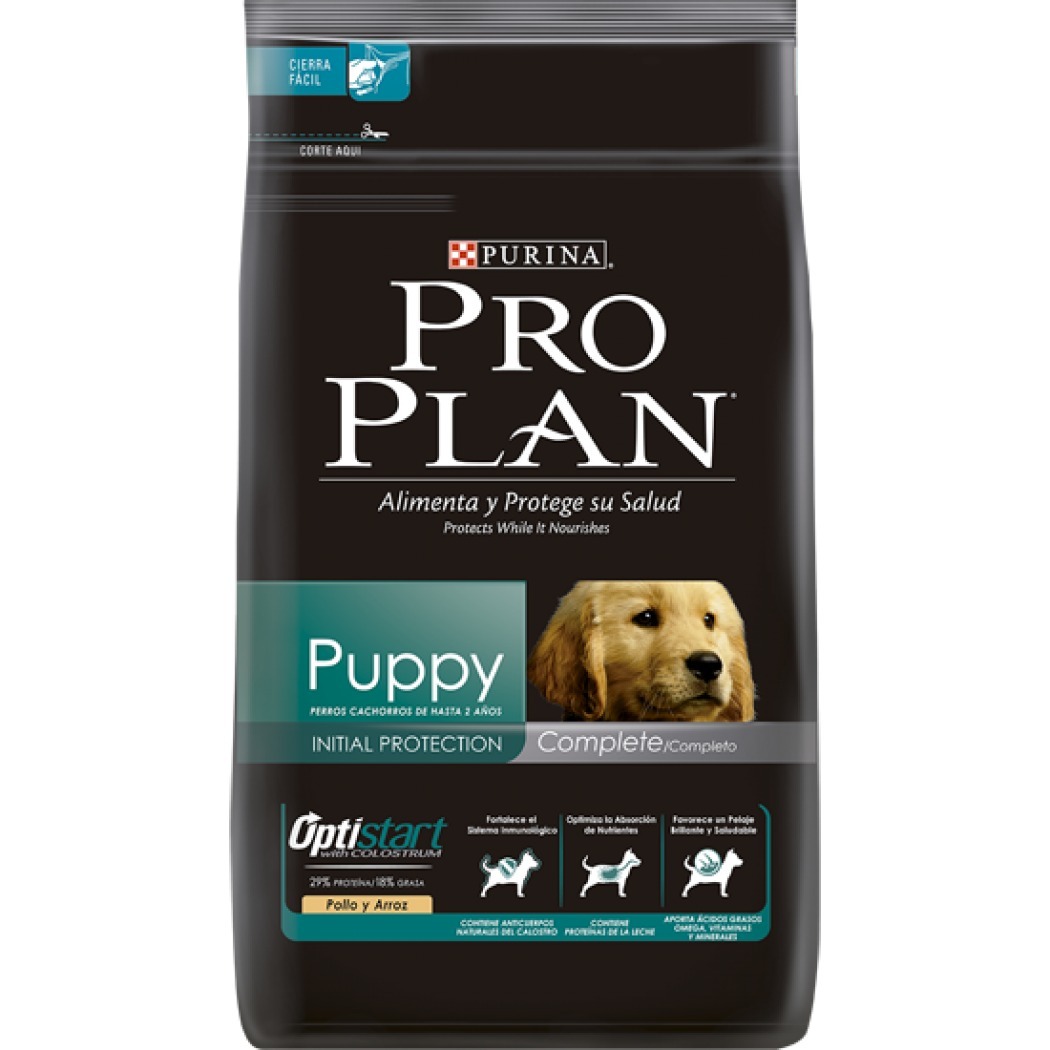 CIERRA
FÁCIL
CORTE AQUI
PURINA
PRO
PLAN
Alimenta y Protege su Salud
Protects While It Nourishes
Puppy
PERROS CACHORROS DE HASTA 2 AÑOS
INITIAL PROTECTION
Complete/Completo
Optistart
with COLOSTRUM
29% PROTEÍNA/18% GRASA
Pollo y Arroz
Fortalece el
Sistema Inmunológico
Optimiza la Absorción
de Nutrientes
Favorece un Pelaje
Brillante y Saludable
CONTIENE ANTICUERPOS
NATURALES DEL CALOSTRO
CONTIENE
PROTEÍNAS DE LA LECHE
APORTA ÁCIDOS GRASOS
OMEGA, VITAMINAS
Y MINERALES